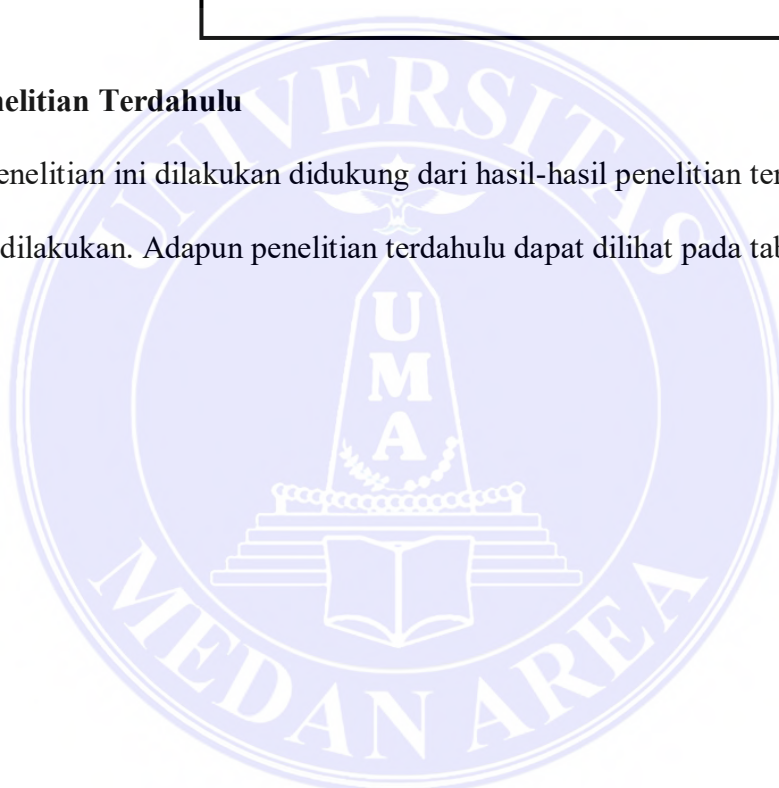 nelitian Terdahulu
enelitian ini dilakukan didukung dari hasil-hasil penelitian ter
dilakukan. Adapun penelitian terdahulu dapat dilihat pada tab
UNIVERSITAS
U
M
A
MEDAN AREA